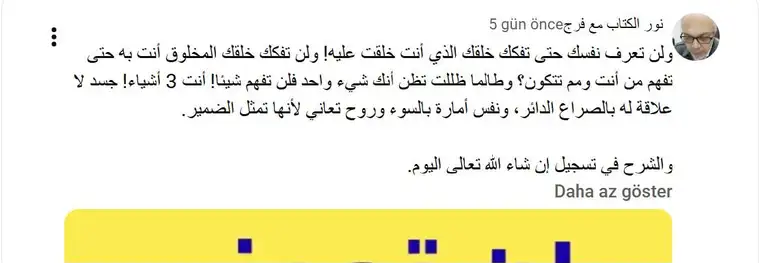 نور الكتاب مع فرج 5 gün önce
ولن تعرف نفسك حتى تفكك خلقك الذي أنت خلقت عليه! ولن تفكك خلقك المخلوق أنت به حتى
تفهم من أنت ومم تتكون؟ وطالما ظللت تظن أنك شيء واحد فلن تفهم شيئا! أنت 3 أشياء! جسد لا
علاقة له بالصراع الدائر، ونفس أمارة بالسوء وروح تعاني لأنها تمثل الضمير.
والشرح في تسجيل إن شاء الله تعالى اليوم.
Daha az göster